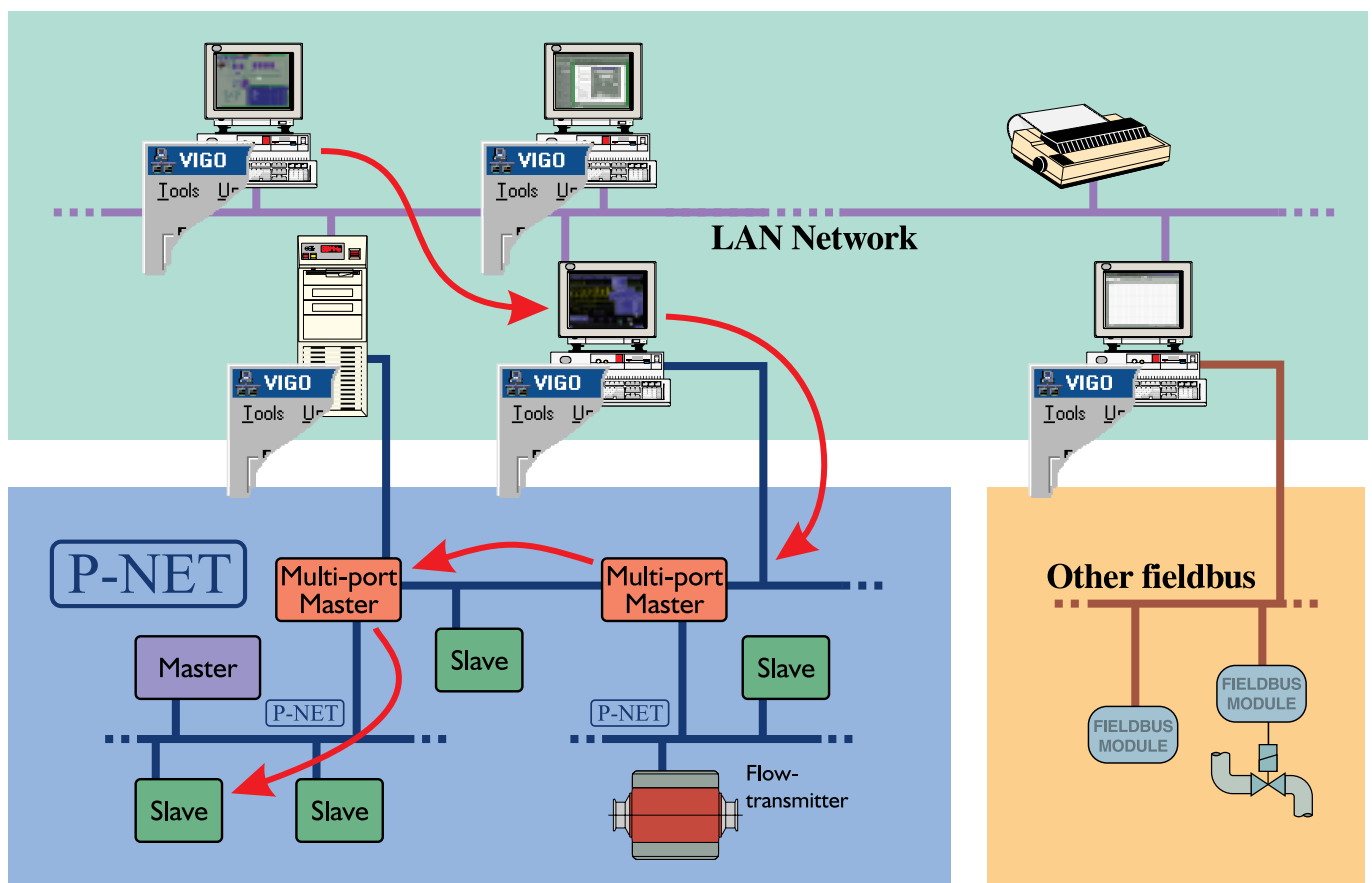 VIGO
Tools
VIGO
Tools
LAN Network
VIGO
Tools
VIGO
Tools
VIGO
Tools
P-NET
Multi-port
Master
Multi-port
Master
Other fieldbus
Master
Slave
Slave
P-NET
P-NET
FIELDBUS
MODULE
FIELDBUS
MODULE
Slave
Slave
Flow-
transmitter